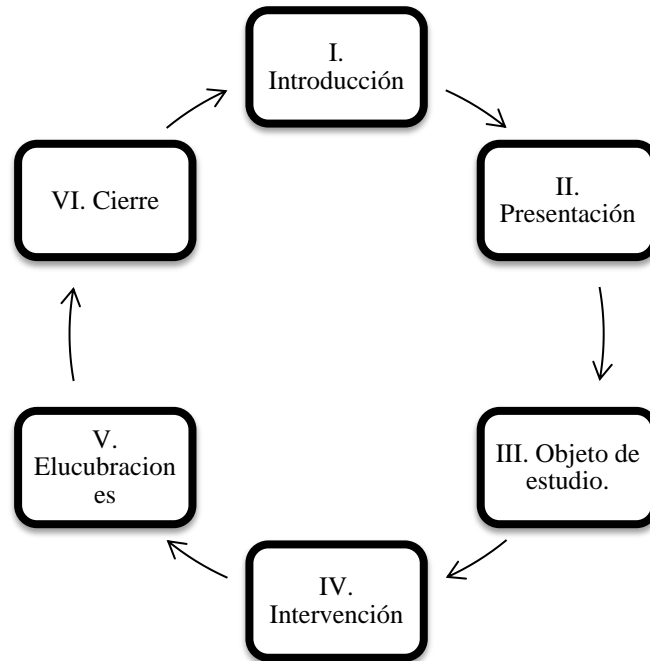 I.
Introducción
II.
Presentación
III. Objeto de
estudio.
IV.
Intervención
V.
Elucubracion
es
VI. Cierre